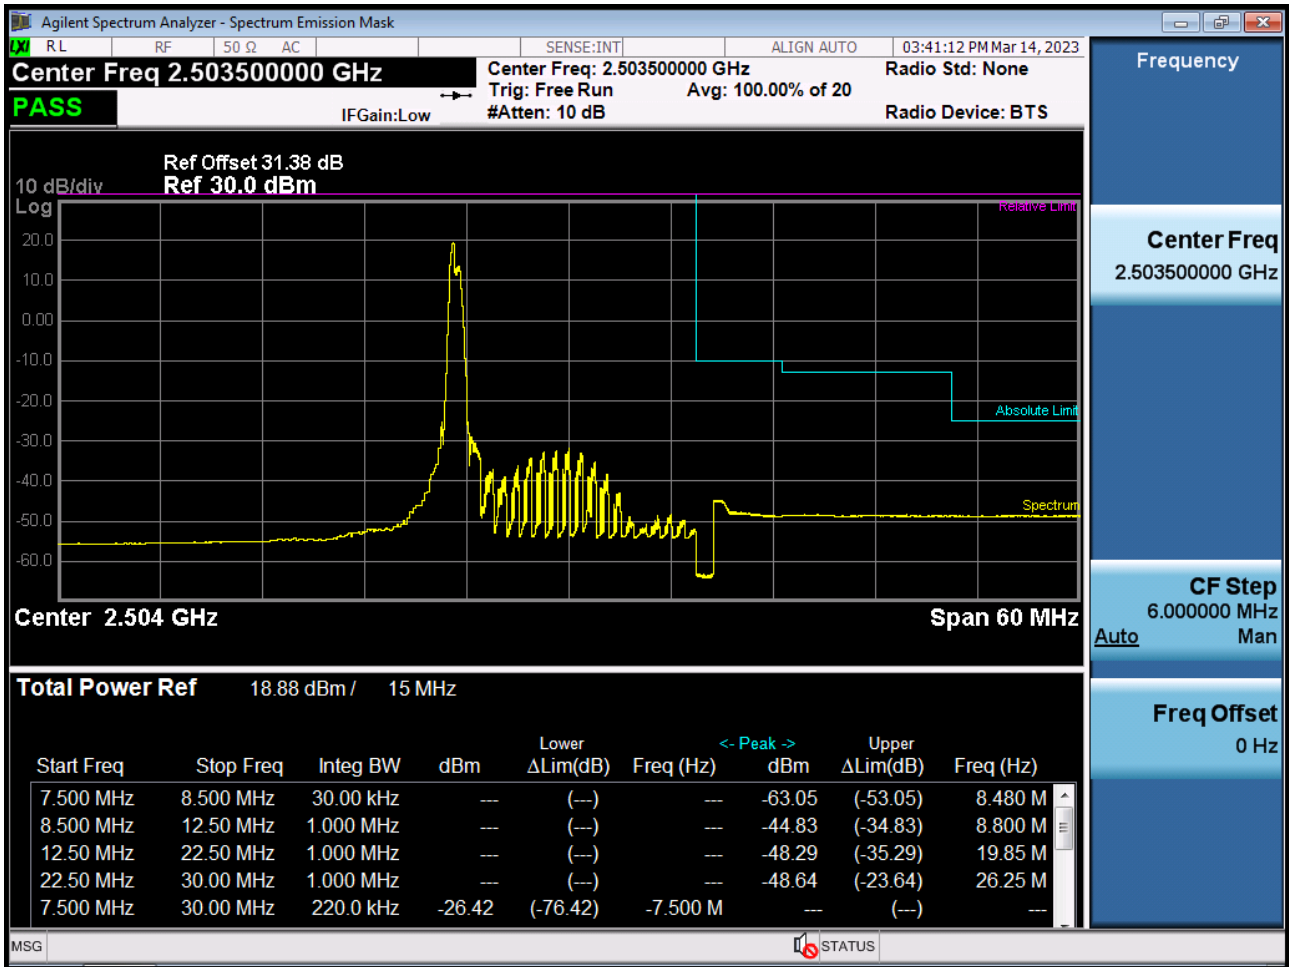 Agilent Spectrum Analyzer - Spectrum Emission Mask
LXI RL RF 50 Ω AC SENSE:INT ALIGN AUTO 03:41:12 PM Mar 14, 2023
Center Freq 2.503500000 GHz
Center Freq: 2.503500000 GHz Radio Std: None
Trig: Free Run Avg: 100.00% of 20
PASS
IFGain:Low #Atten: 10 dB Radio Device: BTS
Ref Offset 31.38 dB
10 dB/div Ref 30.0 dBm
Log
Relative Limit
20.0
10.0
0.00
-10.0
-20.0
Absolute Limit
-30.0
-40.0
-50.0
Spectrum
-60.0
Center 2.504 GHz Span 60 MHz
Total Power Ref 18.88 dBm / 15 MHz
Lower <- Peak -> Upper
Start Freq Stop Freq Integ BW dBm ΔLim(dB) Freq (Hz) dBm ΔLim(dB) Freq (Hz)
7.500 MHz 8.500 MHz 30.00 kHz --- (---) --- -63.05 (-53.05) 8.480 M
8.500 MHz 12.50 MHz 1.000 MHz --- (---) --- -44.83 (-34.83) 8.800 M
12.50 MHz 22.50 MHz 1.000 MHz --- (---) --- -48.29 (-35.29) 19.85 M
22.50 MHz 30.00 MHz 1.000 MHz --- (---) --- -48.64 (-23.64) 26.25 M
7.500 MHz 30.00 MHz 220.0 kHz -26.42 (-76.42) -7.500 M --- (---) ---
MSG STATUS
Frequency
Center Freq
2.503500000 GHz
CF Step
6.000000 MHz
Auto Man
Freq Offset
0 Hz